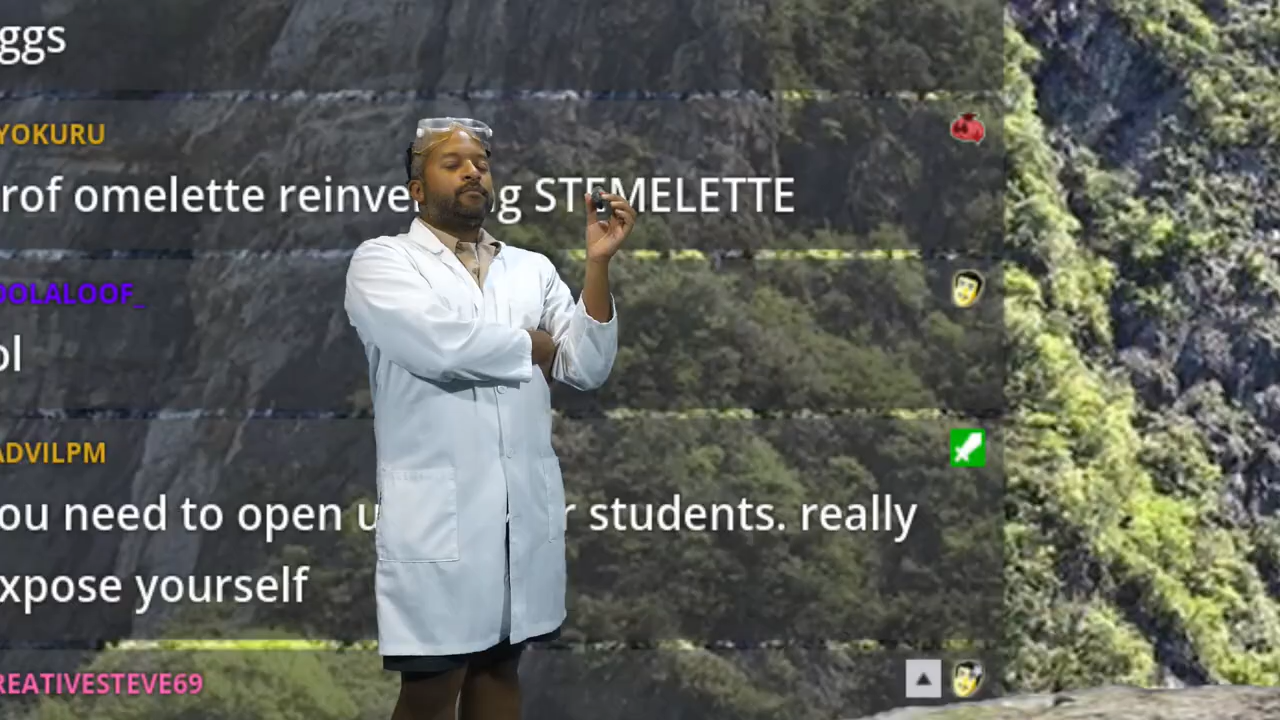 ggs
YOKURU
rof omelette reinve g STEMELETTE
OOLALOOF_
ol
ADVILPM
ou need to open u r students. really
xpose yourself
REATIVESTEVE69